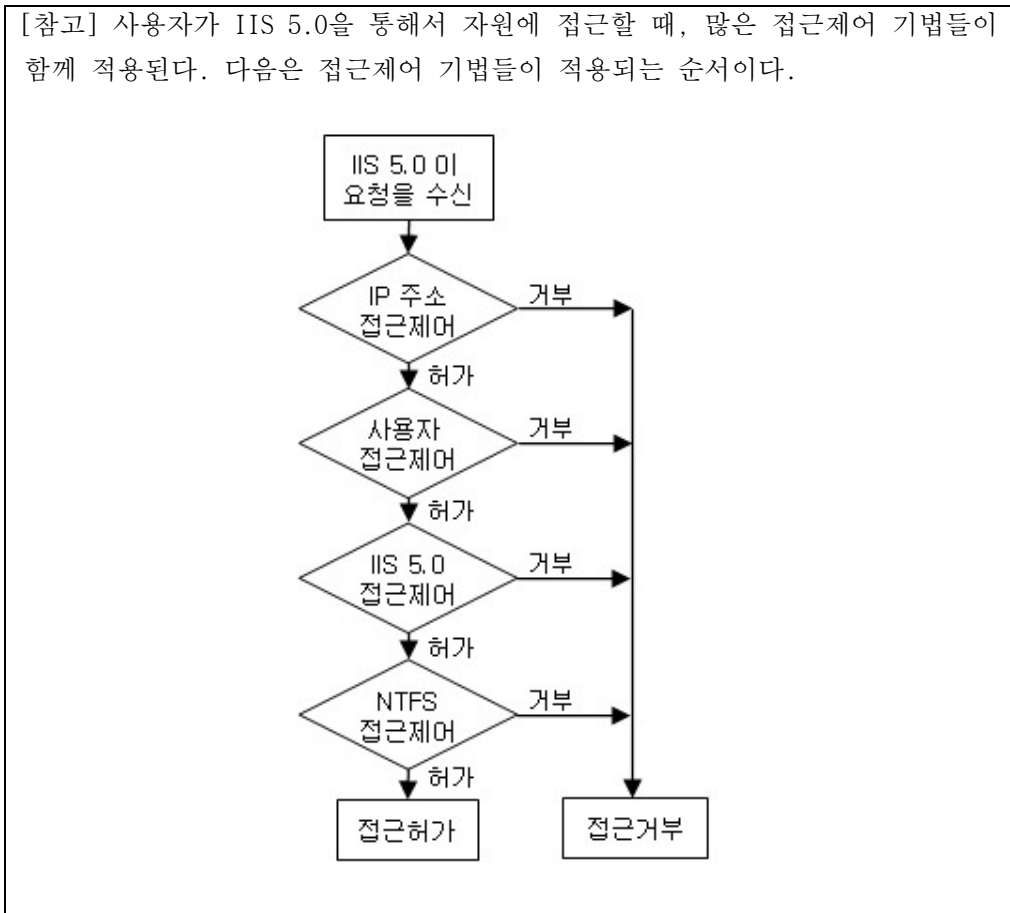 [참고] 사용자가 IIS 5.0을 통해서 자원에 접근할 때, 많은 접근제어 기법들이
함께 적용된다. 다음은 접근제어 기법들이 적용되는 순서이다.
IIS 5.0 이
요청을 수신
IP 주소
접근제어
거부
허가
사용자
접근제어
거부
허가
IIS 5.0
접근제어
거부
허가
NTFS
접근제어
거부
허가
접근허가
접근거부